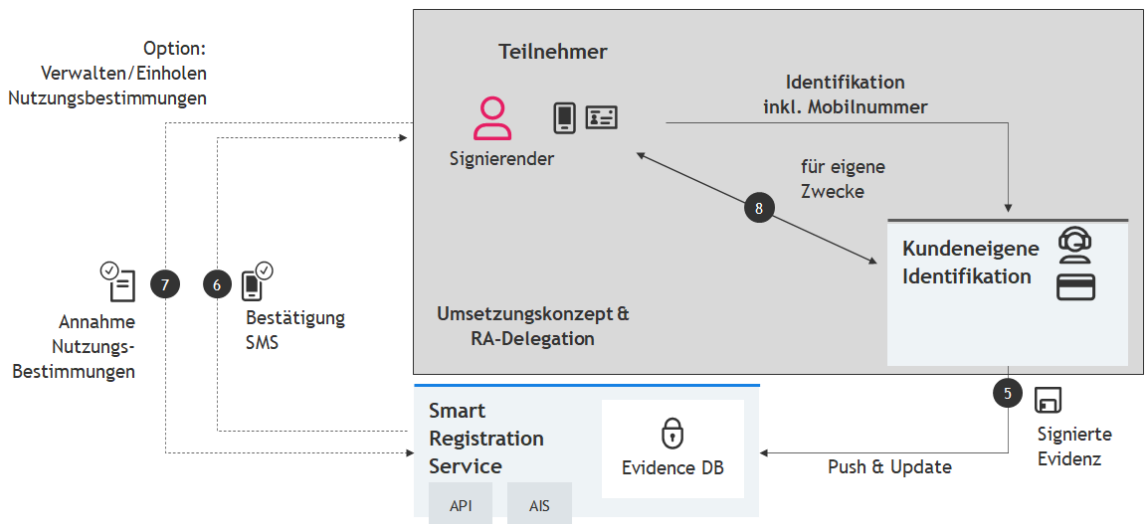 Option:
Verwalten/Einholen
Nutzungsbestimmungen
Teilnehmer
Signierender
Identifikation
inkl. Mobilnummer
für eigene
Zwecke
8
Kundeneigene
Identifikation
Umsetzungskonzept &
RA-Delegation
7
6
Annahme
Nutzungs-
Bestimmungen
Bestätigung
SMS
5
Signierte
Evidenz
Push & Update
Smart
Registration
Service
Evidence DB
API
AIS